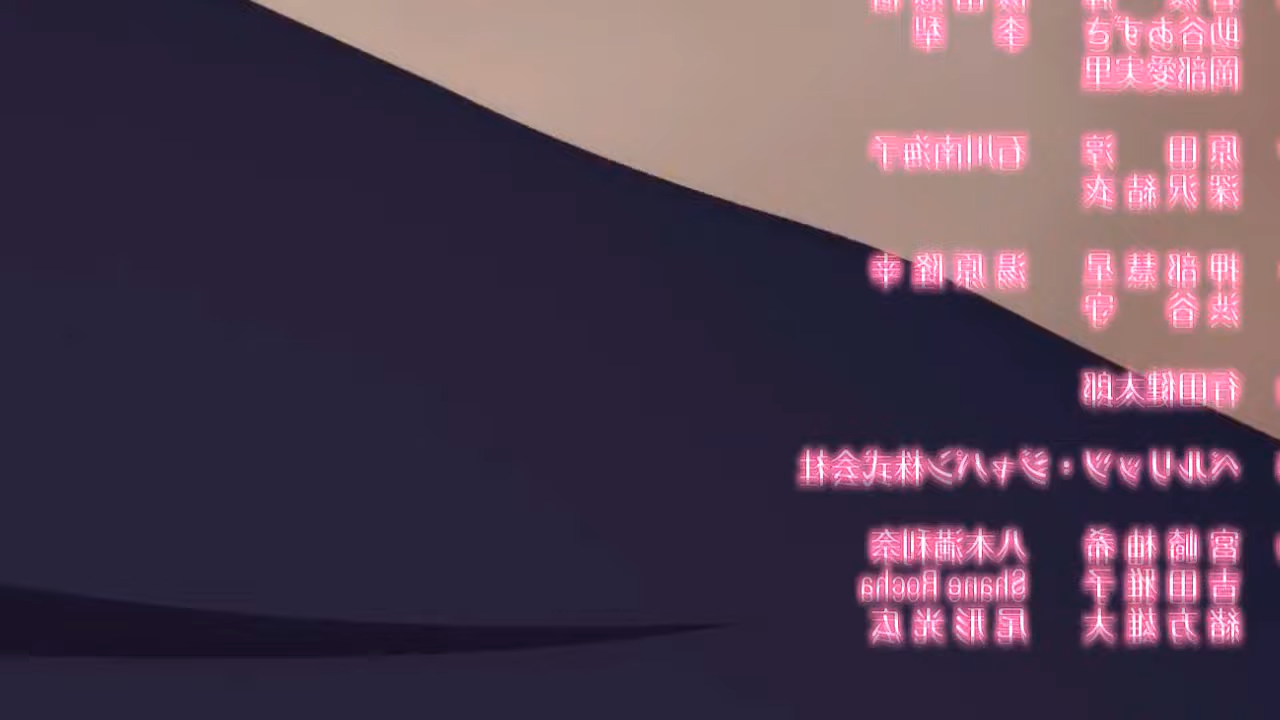 助谷あずさ　李　梨
岡部愛実里
原田　淳　石川南海子
深沢結衣
押部慧星　湯原隆幸
渋谷　守
行田健太郎
ベルリッツ・ジャパン株式会社
宮崎柚希　八木満利奈
吉田雅子　Shane Rocha
緒方雄大　尾形光広